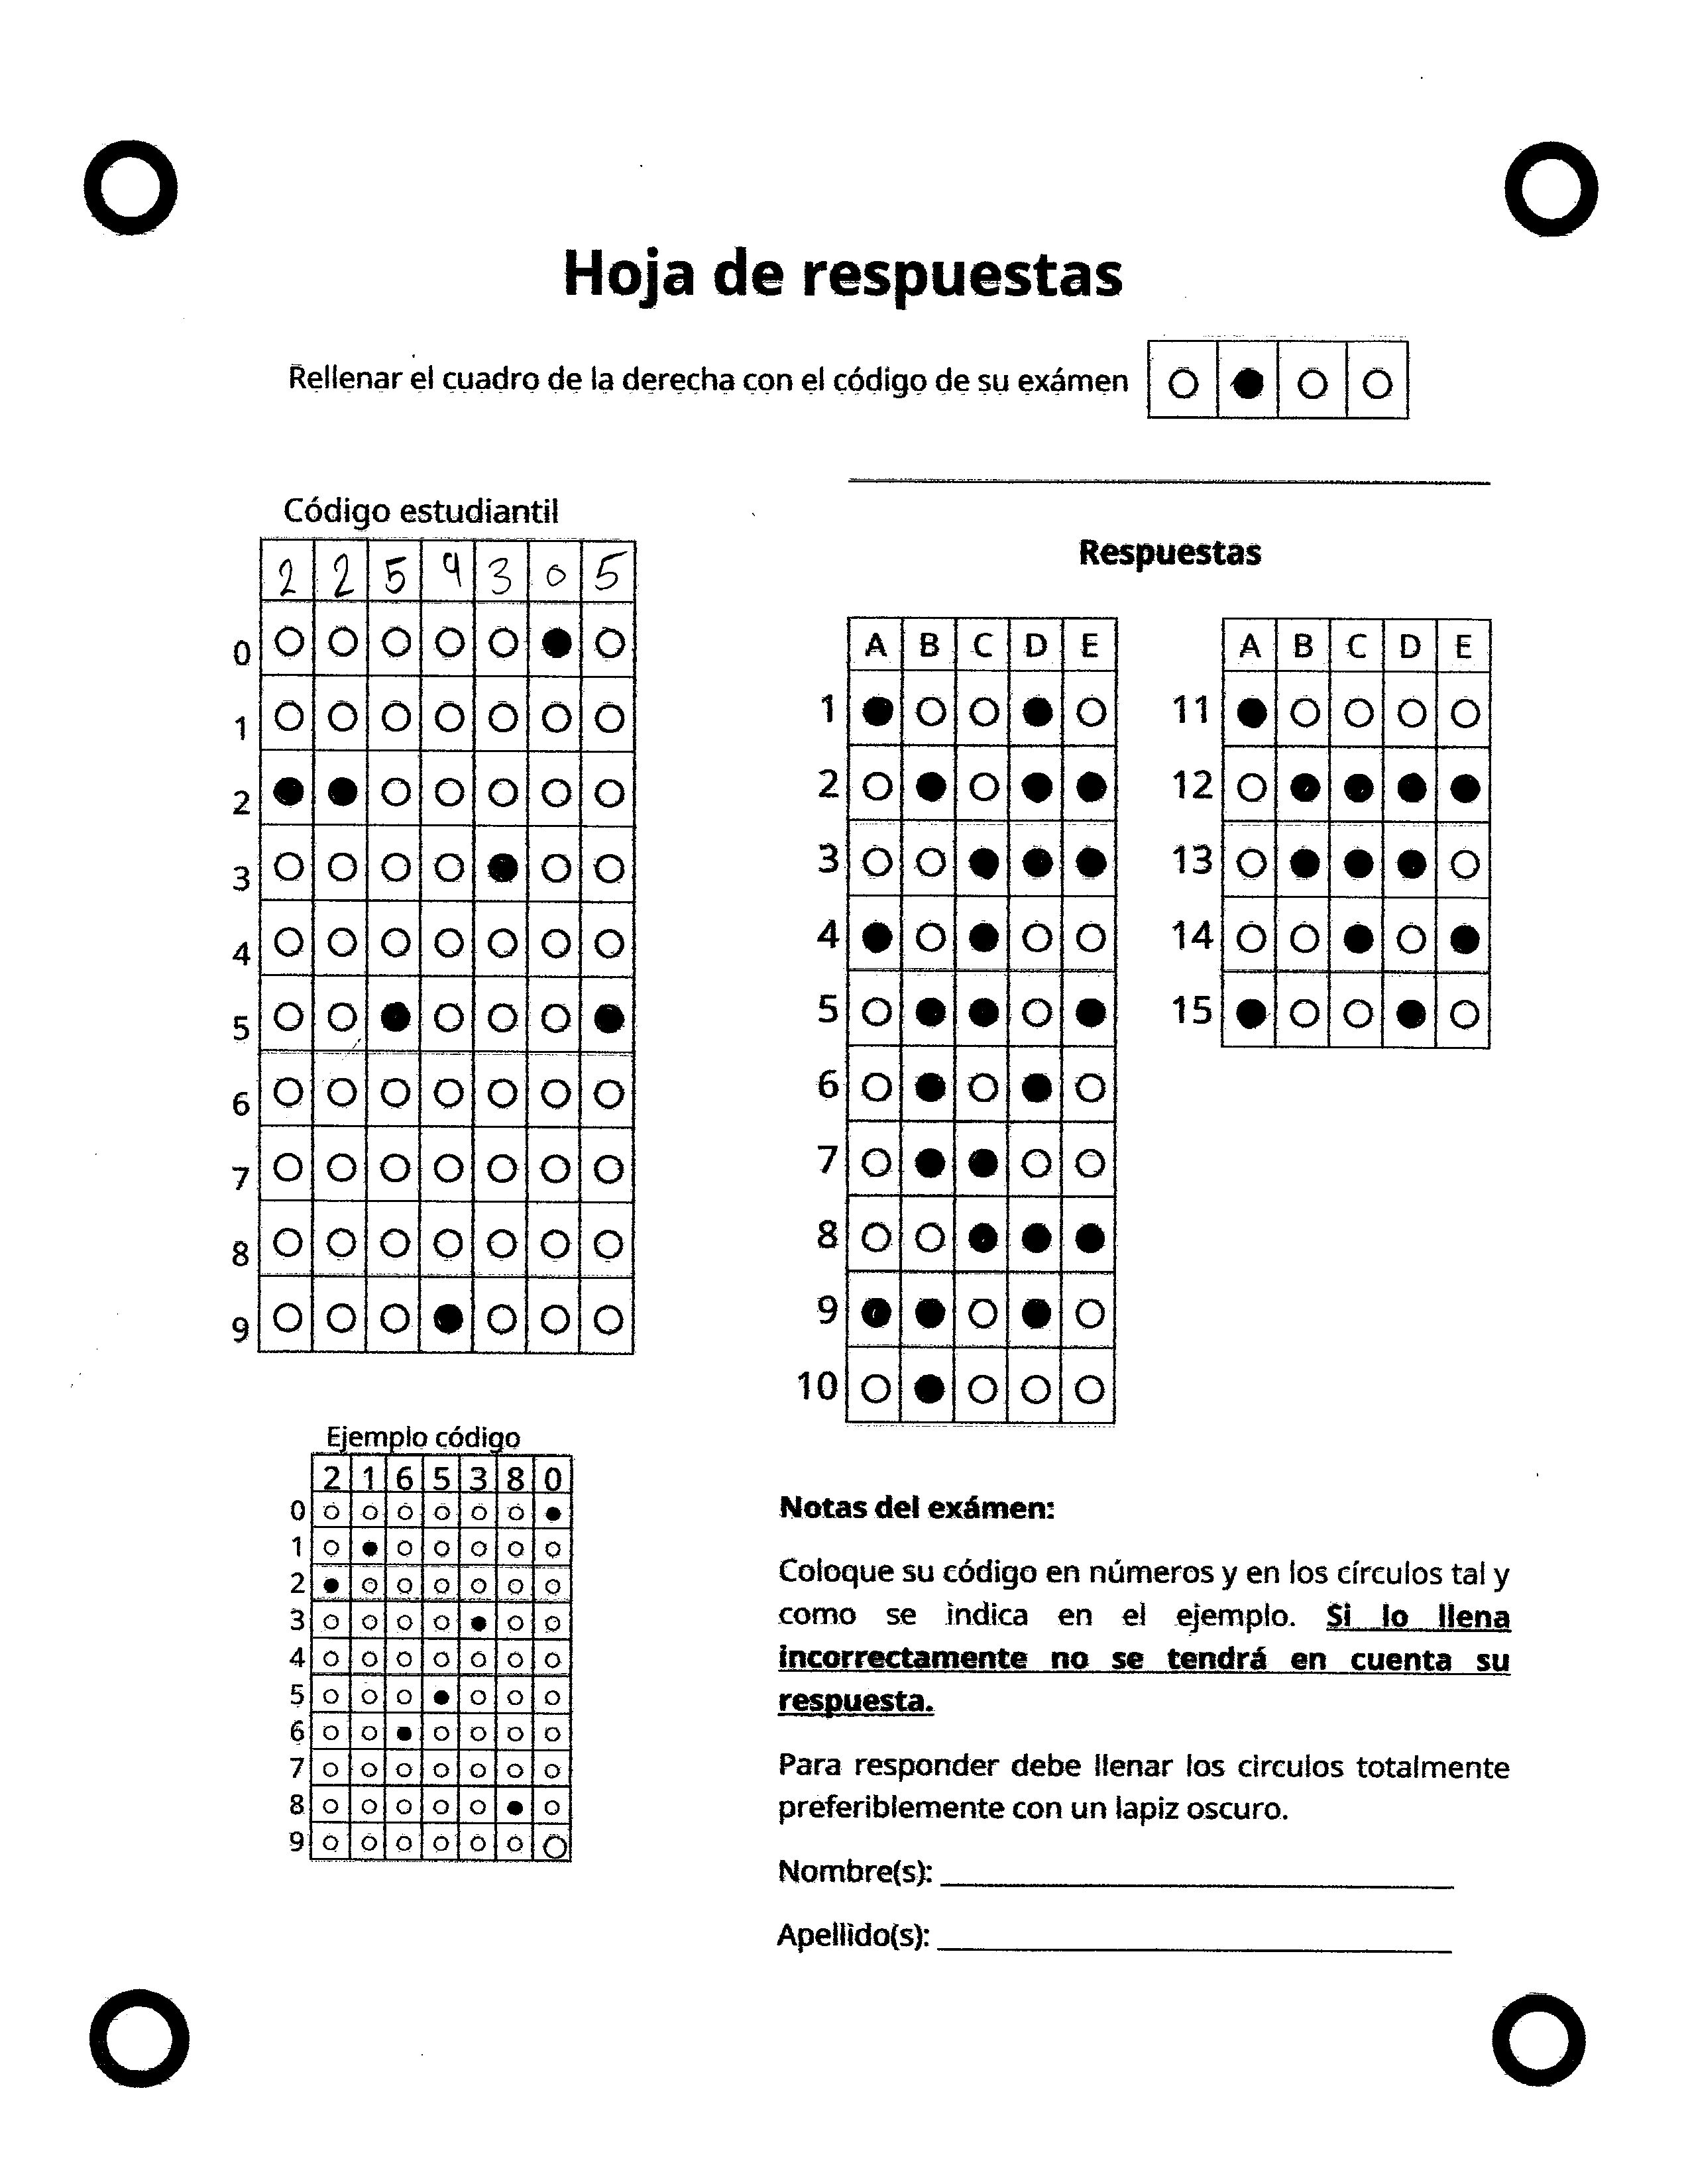 Hoja de respuestas
Rellenar el cuadro de la derecha con el código de su exámen
Código estudiantil
2 2 5 9 3 0 5
0
1
2
3
4
5
6
7
8
9
Respuestas
A B C D E
1
2
3
4
5
6
7
8
9
10
A B C D E
11
12
13
14
15
Ejemplo código
2 1 6 5 3 8 0
0
1
2
3
4
5
6
7
8
9
Notas del exámen:
Coloque su código en números y en los círculos tal y
como se indica en el ejemplo. Si lo llena
incorrectamente no se tendrá en cuenta su
respuesta.
Para responder debe llenar los circulos totalmente
preferiblemente con un lapiz oscuro.
Nombre(s):
Apellido(s):